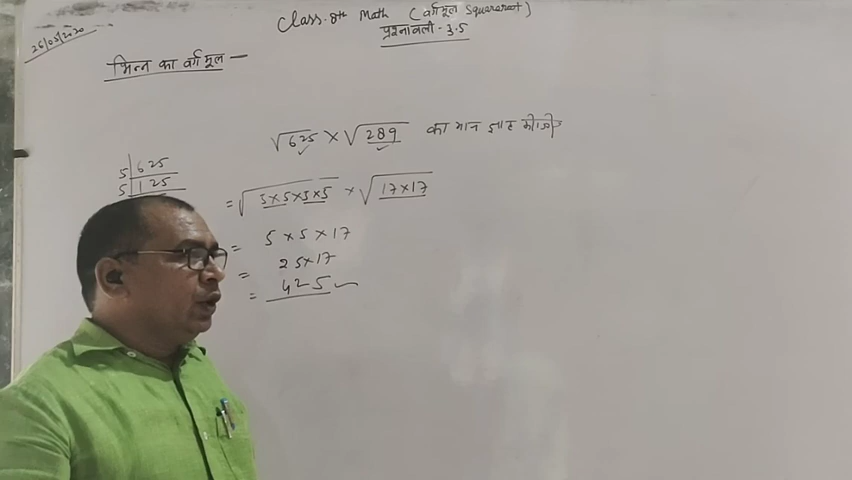 Class-8th Math (वर्गमूल Squareroot)
26/05/2020
प्रश्नावली-3.5
भिन्न का वर्गमूल —
√625 × √289 का मान ज्ञात कीजिए
5 | 625
5 | 125
= √5×5×5×5 × √17×17
= 5 × 5 × 17
= 25×17
= 425